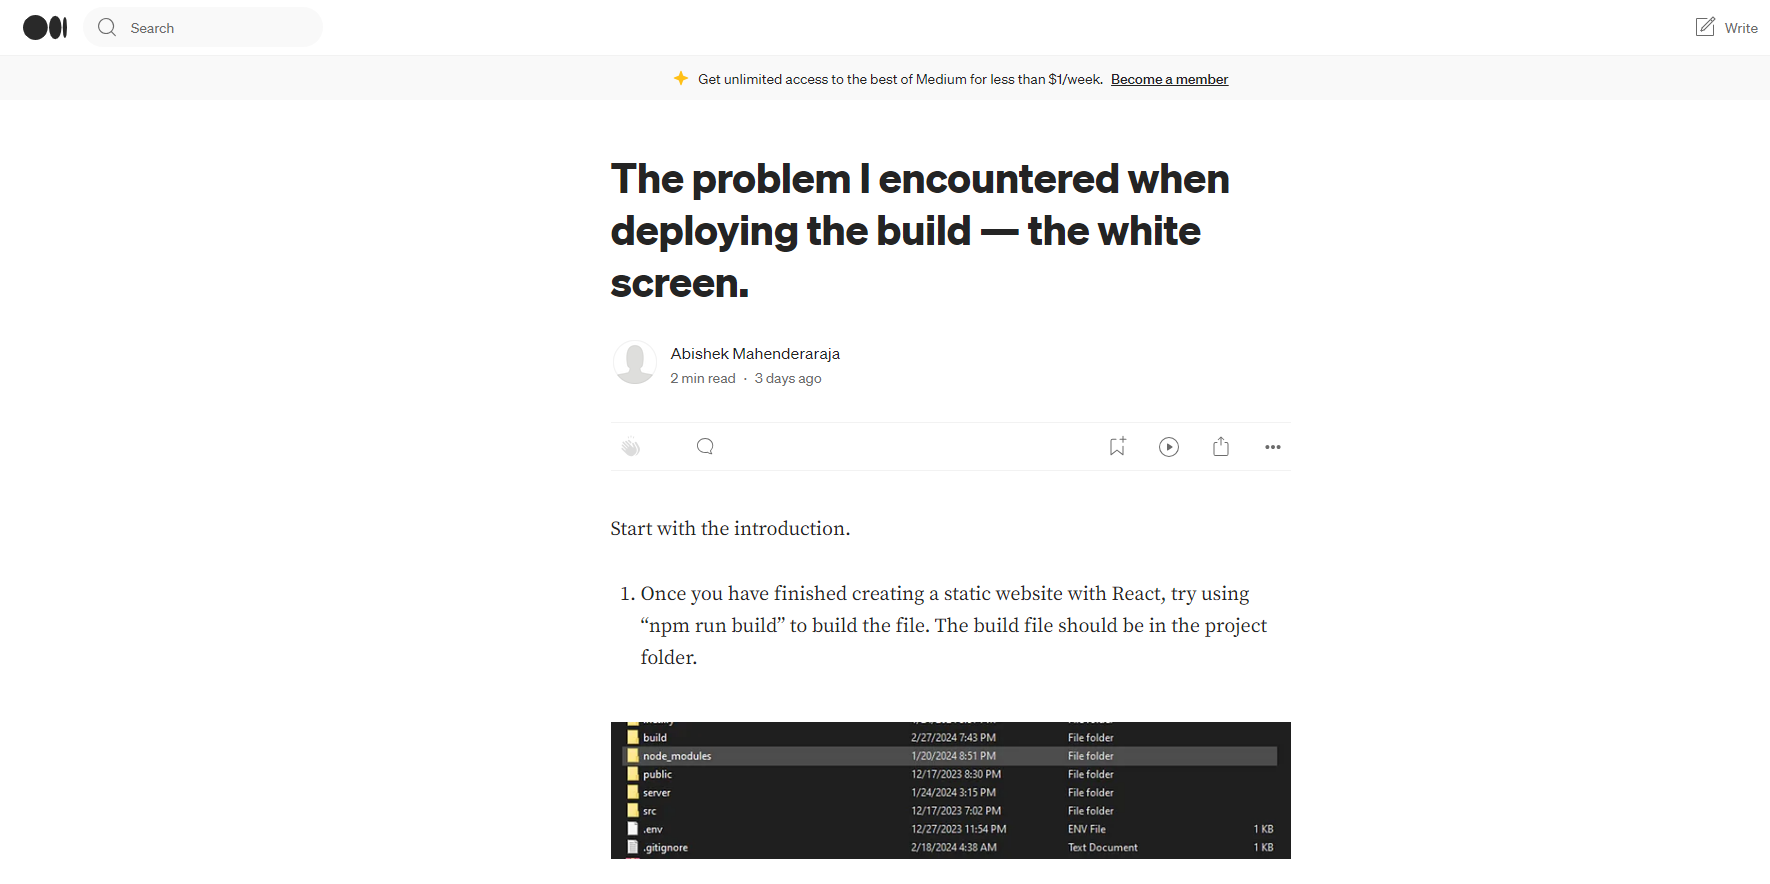 Search
Write
Get unlimited access to the best of Medium for less than $1/week. Become a member
The problem I encountered when
deploying the build — the white
screen.
Abishek Mahenderaraja
2 min read · 3 days ago
Start with the introduction.
1. Once you have finished creating a static website with React, try using
“npm run build” to build the file. The build file should be in the project
folder.
build 2/27/2024 7:43 PM File folder
node_modules 1/20/2024 8:51 PM File folder
public 12/17/2023 8:30 PM File folder
server 1/24/2024 3:15 PM File folder
src 12/17/2023 7:02 PM File folder
.env 12/27/2023 11:54 PM ENV File 1 KB
.gitignore 2/18/2024 4:38 AM Text Document 1 KB